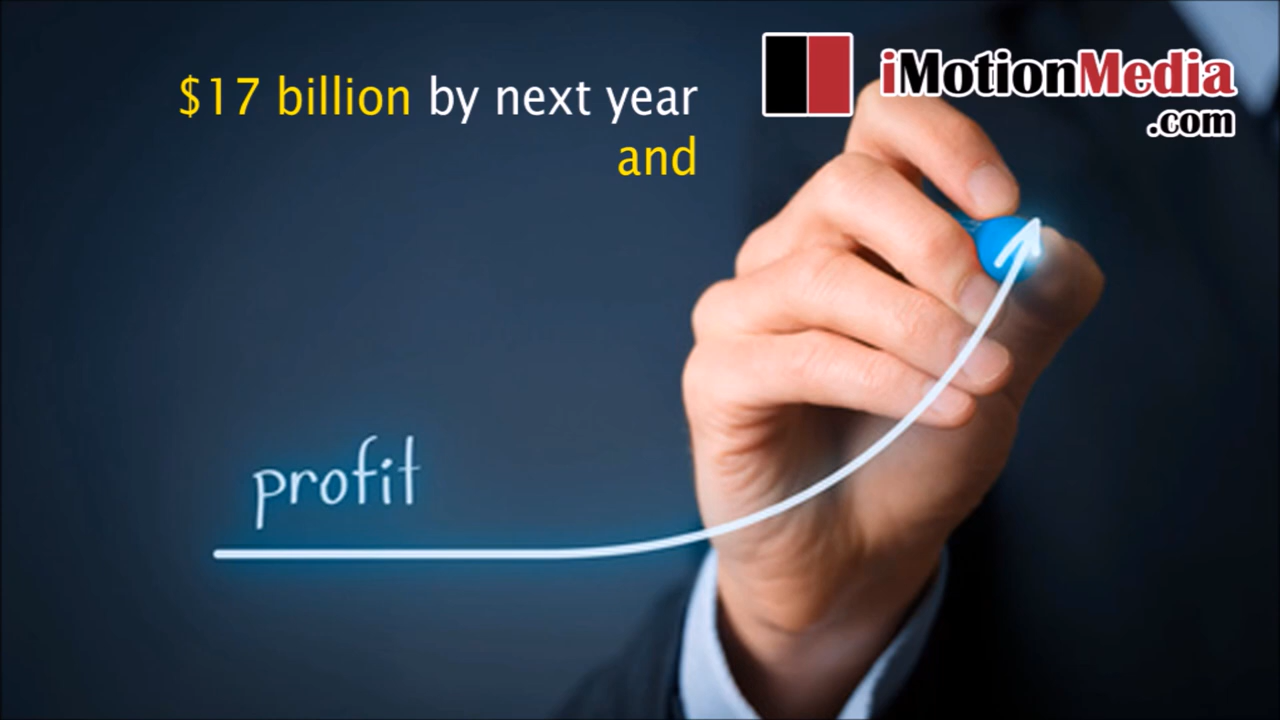 $17 billion by next year
and
iMotionMedia
.com
profit